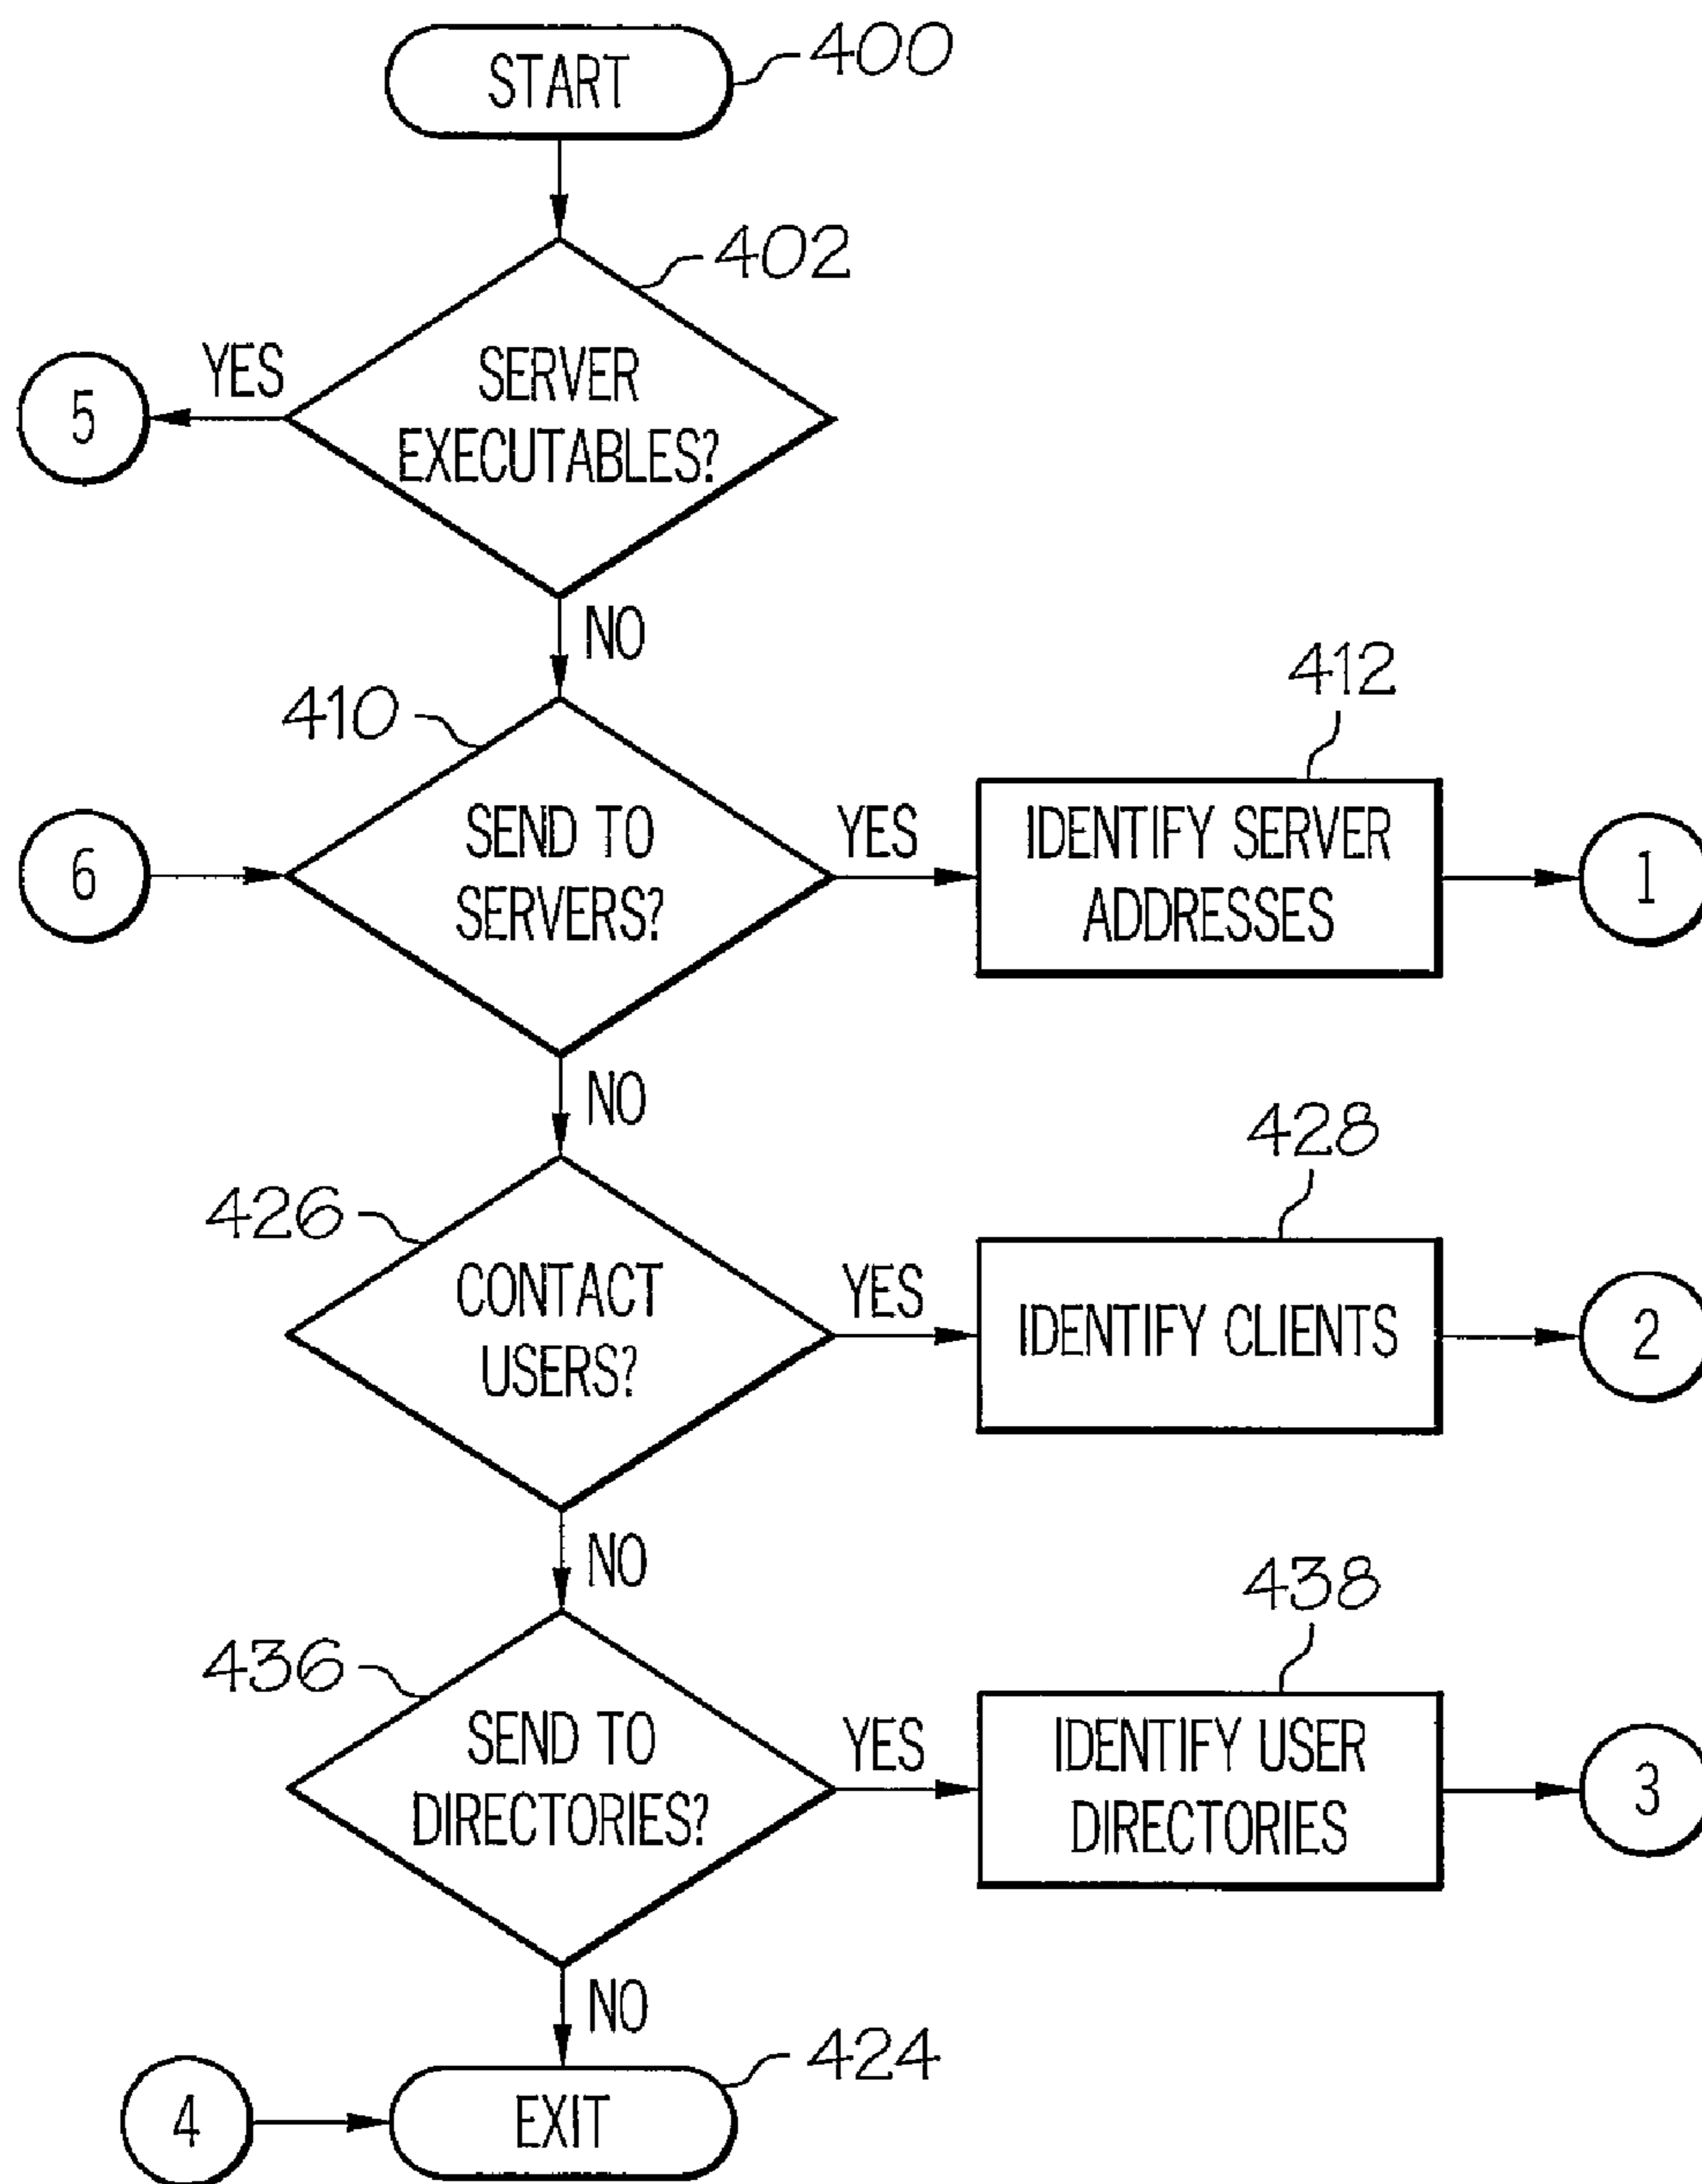 START
400
402
YES
5
SERVER
EXECUTABLES?
NO
410
412
6
SEND TO
SERVERS?
YES
IDENTIFY SERVER
ADDRESSES
1
NO
426
428
CONTACT
USERS?
YES
IDENTIFY CLIENTS
2
NO
436
438
SEND TO
DIRECTORIES?
YES
IDENTIFY USER
DIRECTORIES
3
NO
424
4
EXIT